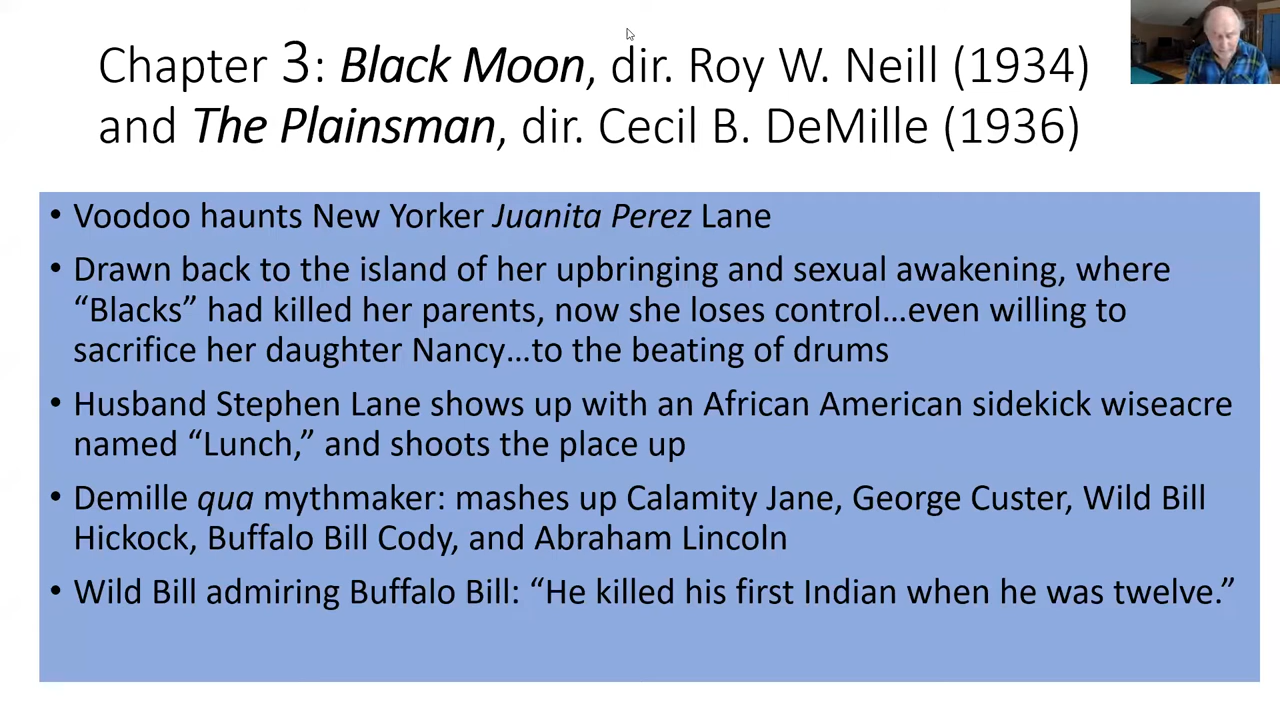 Chapter 3: Black Moon, dir. Roy W. Neill (1934)
and The Plainsman, dir. Cecil B. DeMille (1936)
• Voodoo haunts New Yorker Juanita Perez Lane
• Drawn back to the island of her upbringing and sexual awakening, where
“Blacks” had killed her parents, now she loses control…even willing to
sacrifice her daughter Nancy…to the beating of drums
• Husband Stephen Lane shows up with an African American sidekick wiseacre
named “Lunch,” and shoots the place up
• Demille qua mythmaker: mashes up Calamity Jane, George Custer, Wild Bill
Hickock, Buffalo Bill Cody, and Abraham Lincoln
• Wild Bill admiring Buffalo Bill: “He killed his first Indian when he was twelve.”